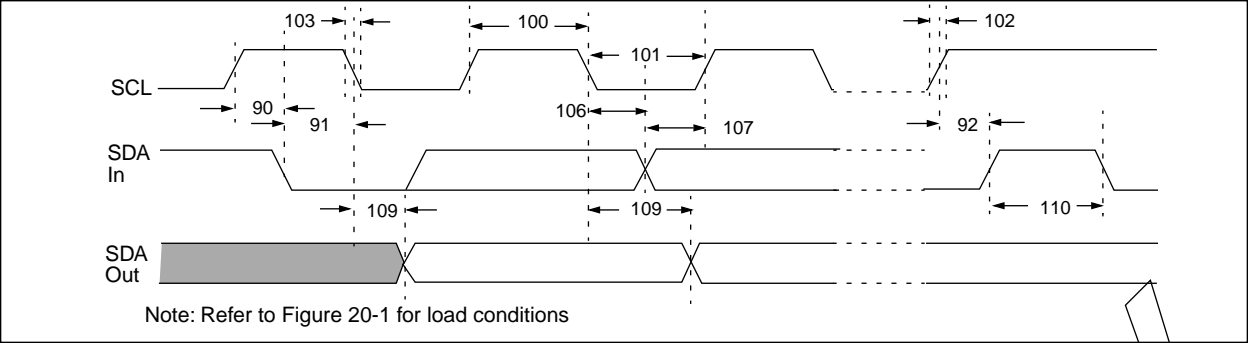 103
100
102
101
SCL
90
106
91
107
92
SDA
In
109
109
110
SDA
Out
Note: Refer to Figure 20-1 for load conditions